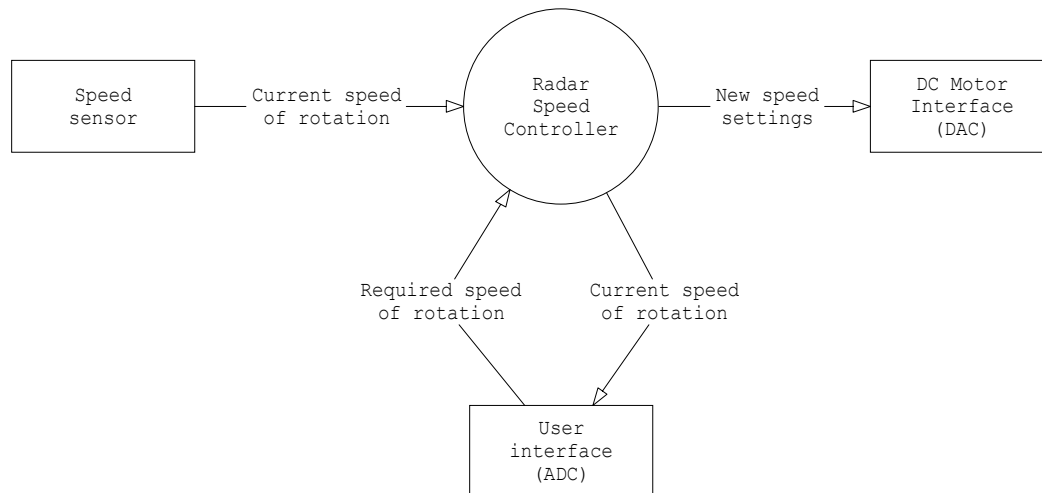 Speed
sensor
Current speed
of rotation
Radar
Speed
Controller
New speed
settings
DC Motor
Interface
(DAC)
Required speed
of rotation
Current speed
of rotation
User
interface
(ADC)